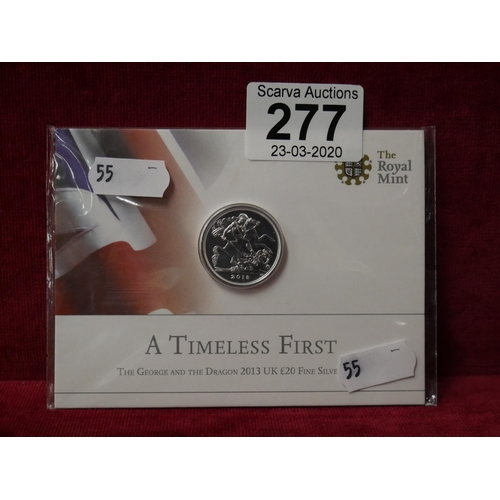 Scarva Auctions
277
23-03-2020
55
The
Royal
Mint
2013
A TIMELESS FIRST
THE GEORGE AND THE DRAGON 2013 UK £20 FINE SILVER
55